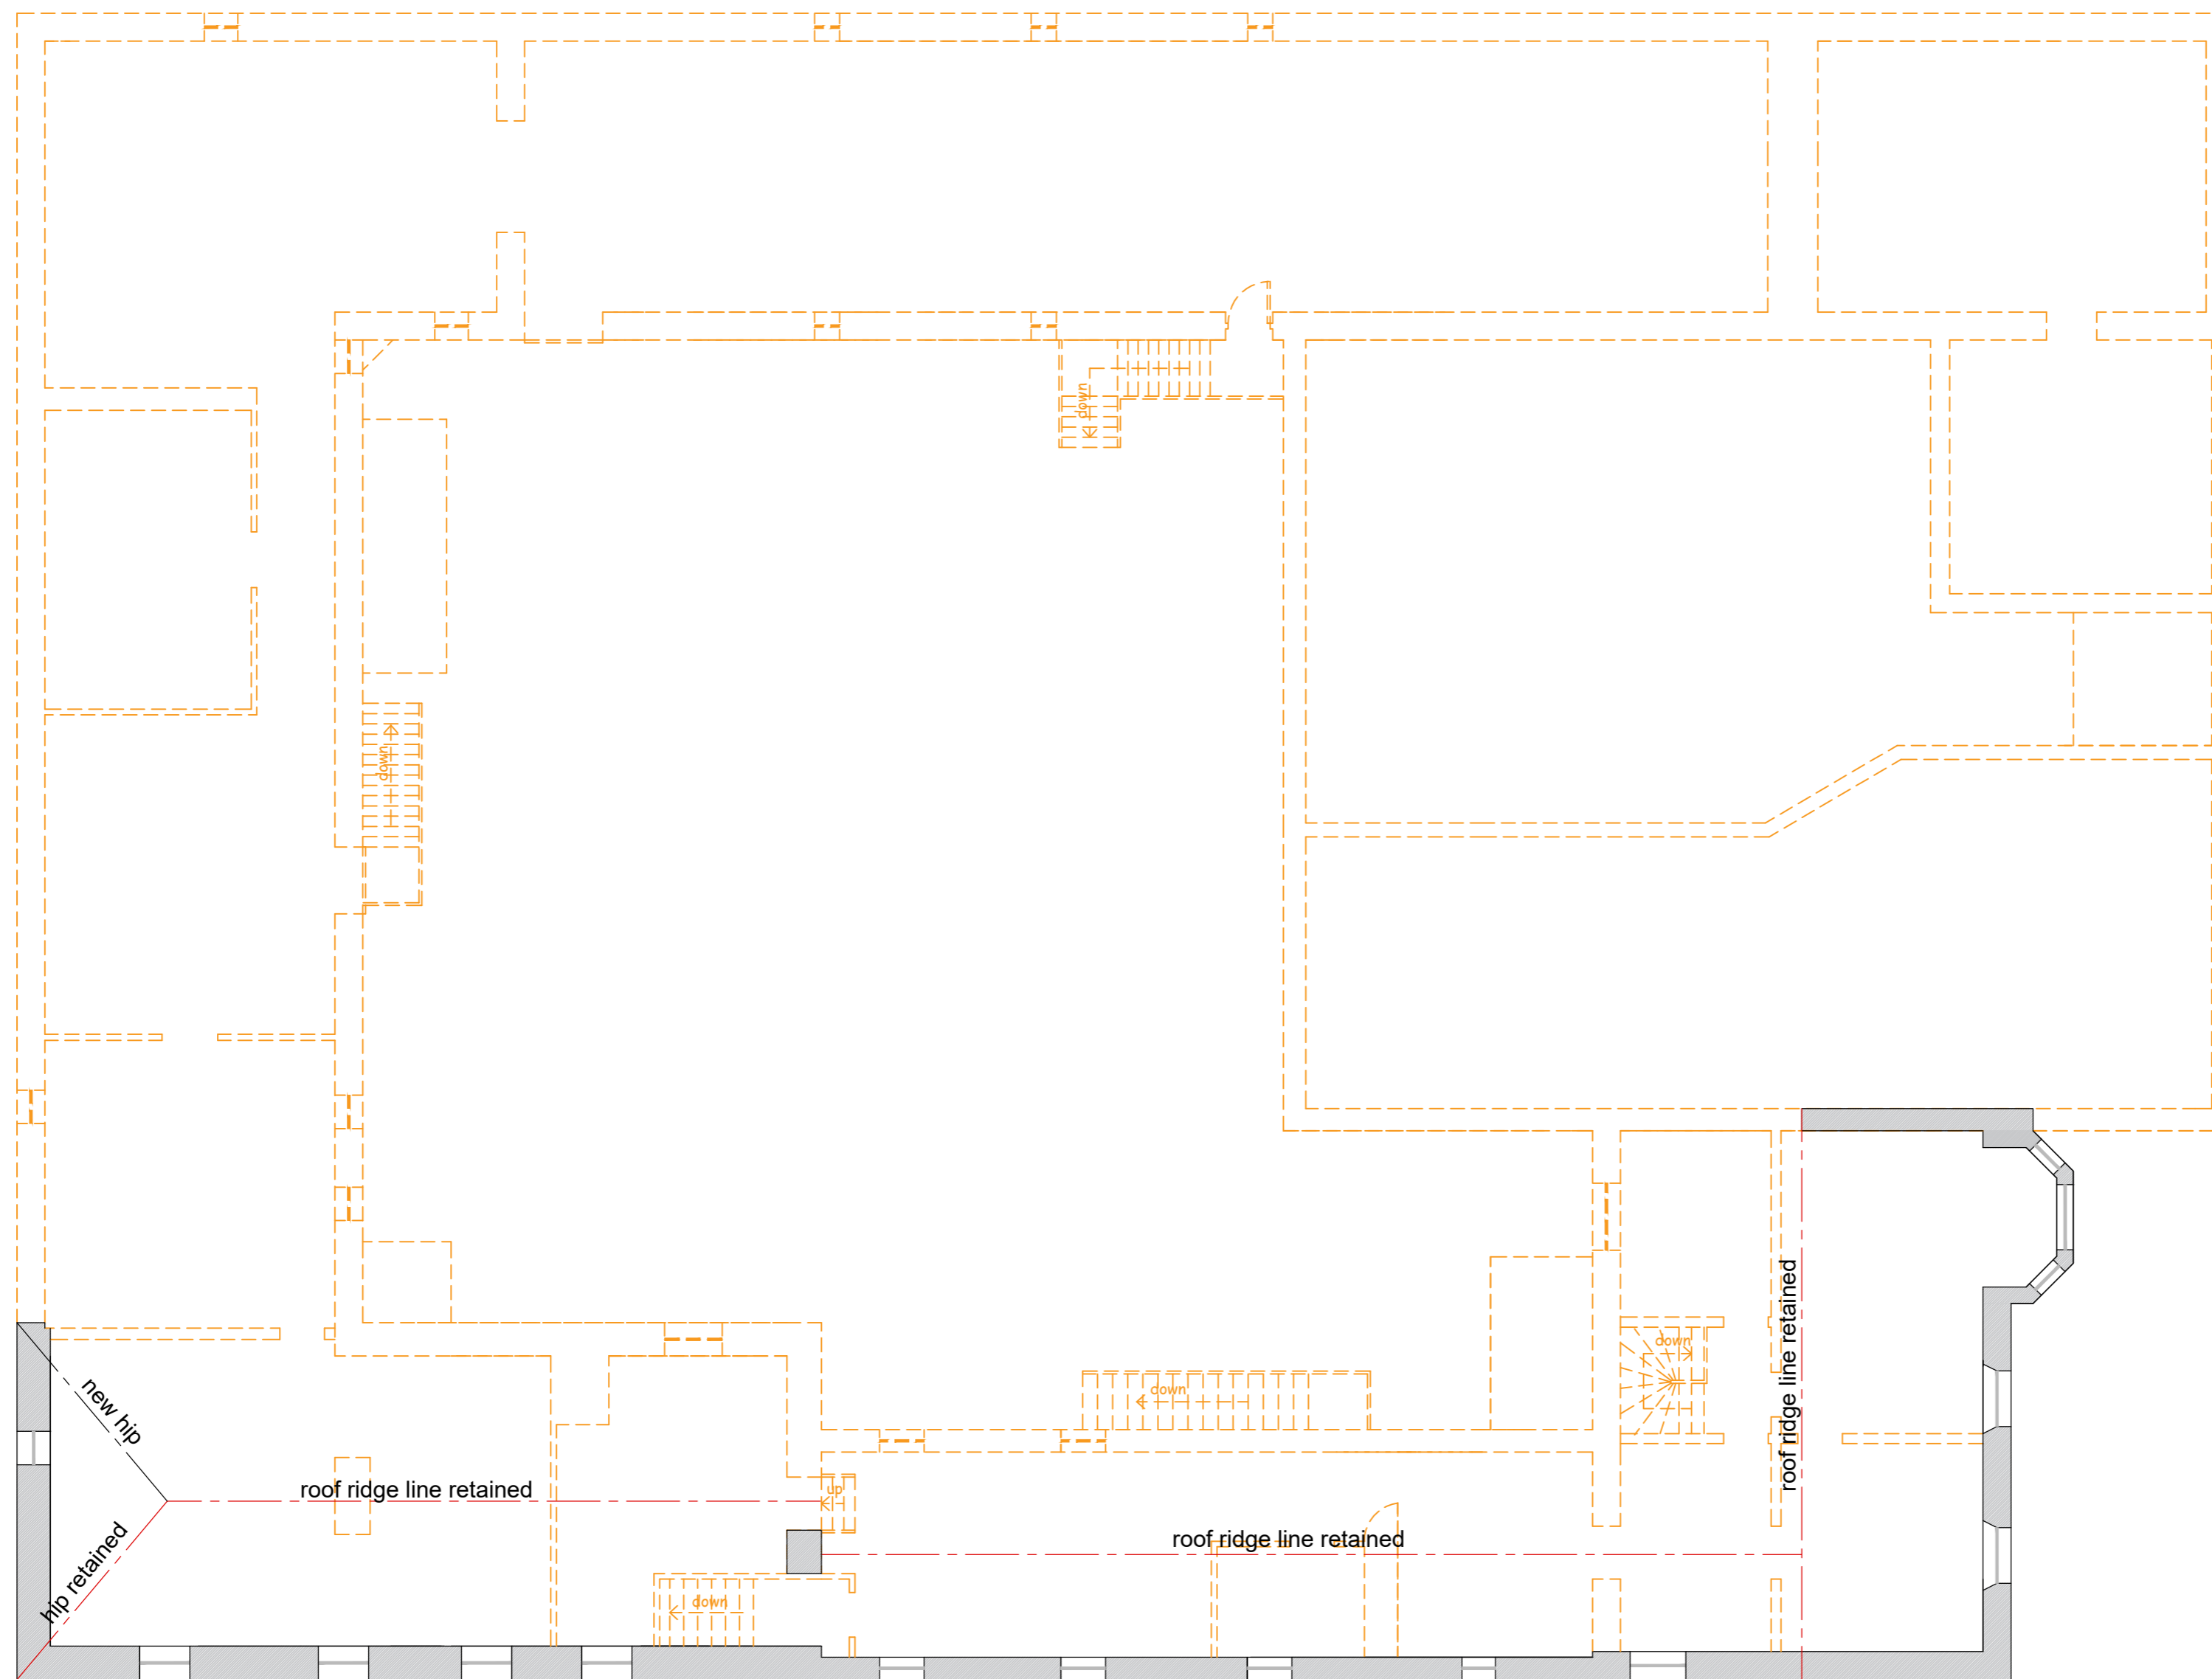 down
down
roof ridge line retained
down
new hip
down
roof ridge line retained
up
roof ridge line retained
hip retained
down